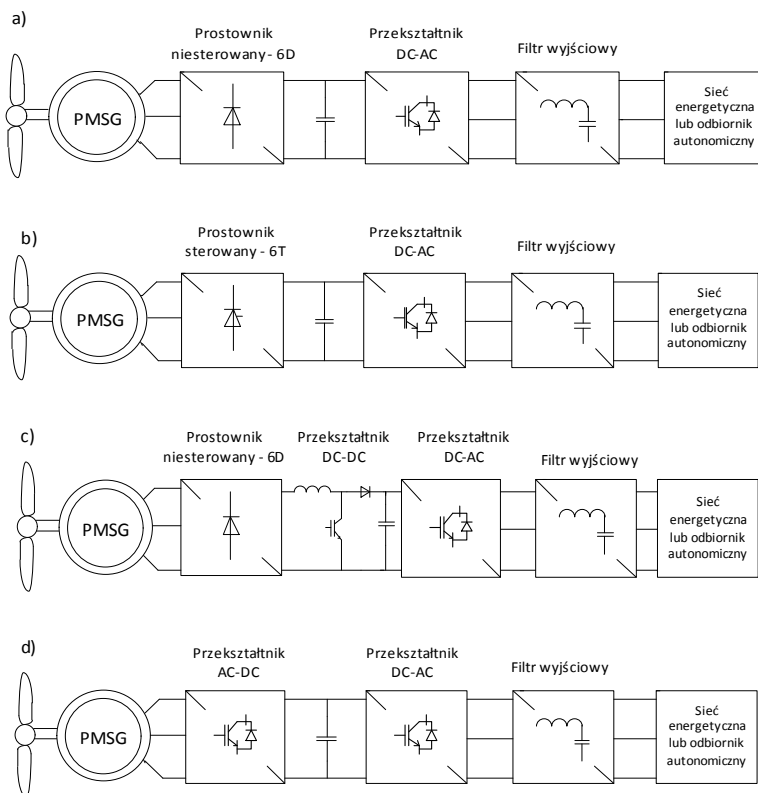 a)
Prostownik
niesterowany - 6D
Przekształtnik
DC-AC
Filtr wyjściowy
PMSG
Sieć
energetyczna
lub odbiornik
autonomiczny
b)
Prostownik
sterowany - 6T
Przekształtnik
DC-AC
Filtr wyjściowy
PMSG
Sieć
energetyczna
lub odbiornik
autonomiczny
c)
Prostownik
niesterowany - 6D
Przekształtnik
DC-DC
Przekształtnik
DC-AC
Filtr wyjściowy
PMSG
Sieć
energetyczna
lub odbiornik
autonomiczny
d)
Przekształtnik
AC-DC
Przekształtnik
DC-AC
Filtr wyjściowy
PMSG
Sieć
energetyczna
lub odbiornik
autonomiczny